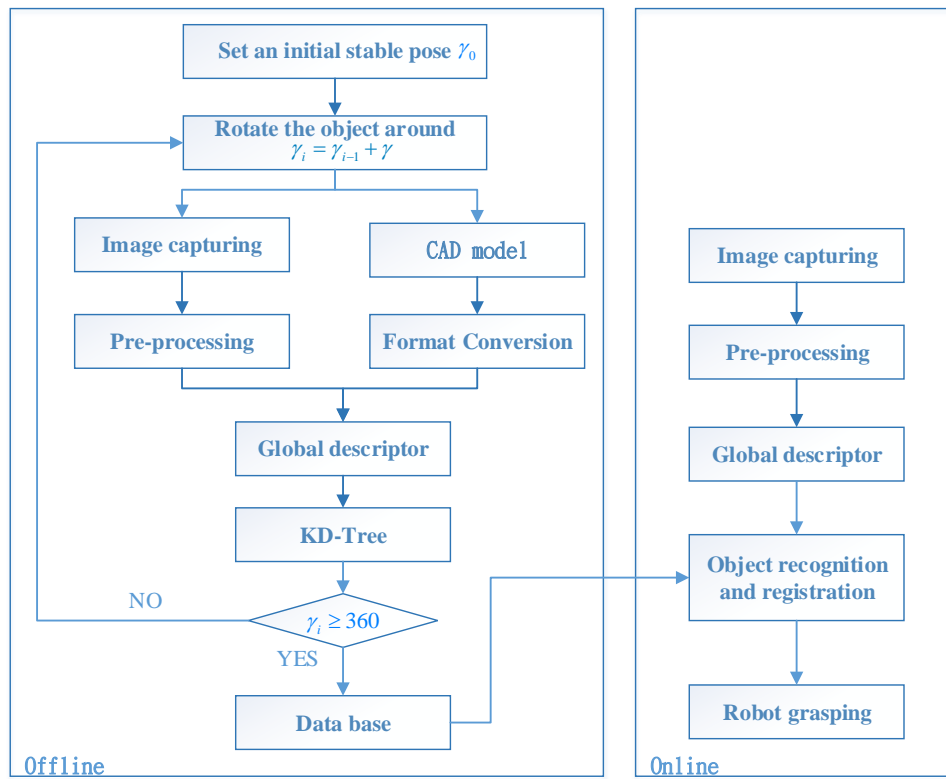 Set an initial stable pose γ₀
Rotate the object around
γᵢ = γᵢ₋₁ + γ
Image capturing
CAD model
Pre-processing
Format Conversion
Global descriptor
KD-Tree
NO
γᵢ ≥ 360
YES
Data base
Offline
Image capturing
Pre-processing
Global descriptor
Object recognition
and registration
Robot grasping
Online